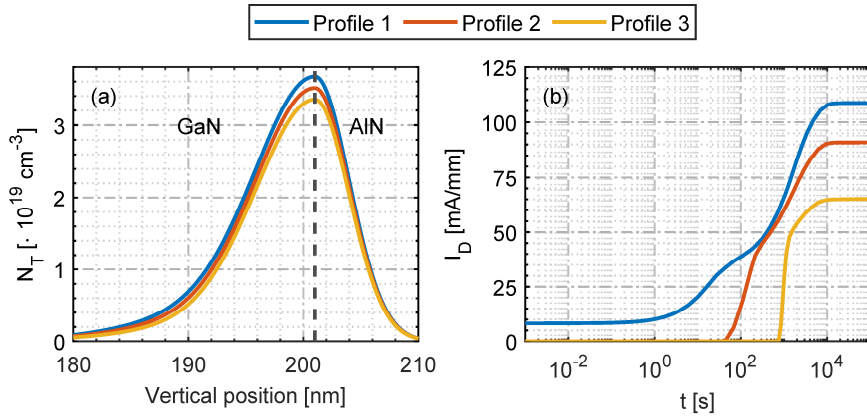 Profile 1 Profile 2 Profile 3
(a)
GaN AlN
N_T [· 10^19 cm^-3]
3
2
1
0
180 190 200 210
Vertical position [nm]
(b)
I_D [mA/mm]
125
100
75
50
25
0
10^-2 10^0 10^2 10^4
t [s]